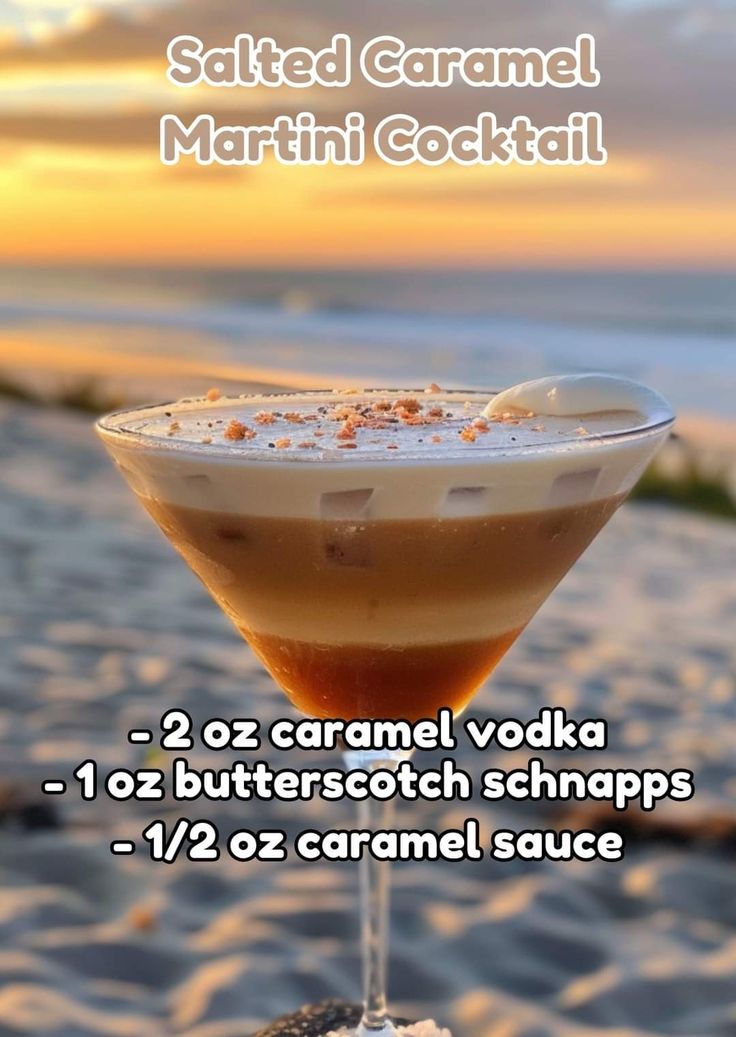 Salted Caramel
Martini Cocktail
- 2 oz caramel vodka
- 1 oz butterscotch schnapps
- 1/2 oz caramel sauce